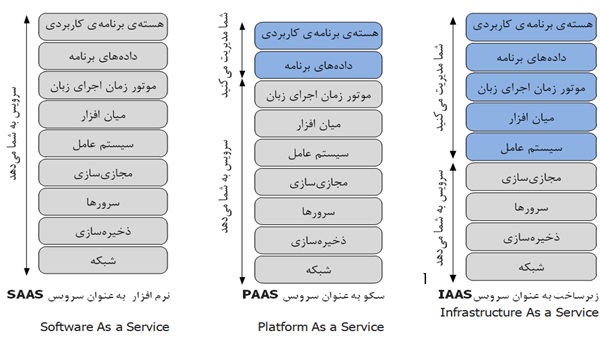 هسته‌ی برنامه‌ی کاربردی
داده‌های برنامه
موتور زمان اجرای زبان
میان افزار
سیستم عامل
مجازی‌سازی
سرورها
ذخیره‌سازی
شبکه
شما مدیریت می‌کنید
سرویس به شما می‌دهد
زیرساخت به عنوان سرویس IAAS
Infrastructure As a Service
هسته‌ی برنامه‌ی کاربردی
داده‌های برنامه
موتور زمان اجرای زبان
میان افزار
سیستم عامل
مجازی‌سازی
سرورها
ذخیره‌سازی
شبکه
شما مدیریت می‌کنید
سرویس به شما می‌دهد
سکو به عنوان سرویس PAAS
Platform As a Service
هسته‌ی برنامه‌ی کاربردی
داده‌های برنامه
موتور زمان اجرای زبان
میان افزار
سیستم عامل
مجازی‌سازی
سرورها
ذخیره‌سازی
شبکه
سرویس به شما می‌دهد
نرم افزار به عنوان سرویس SAAS
Software As a Service